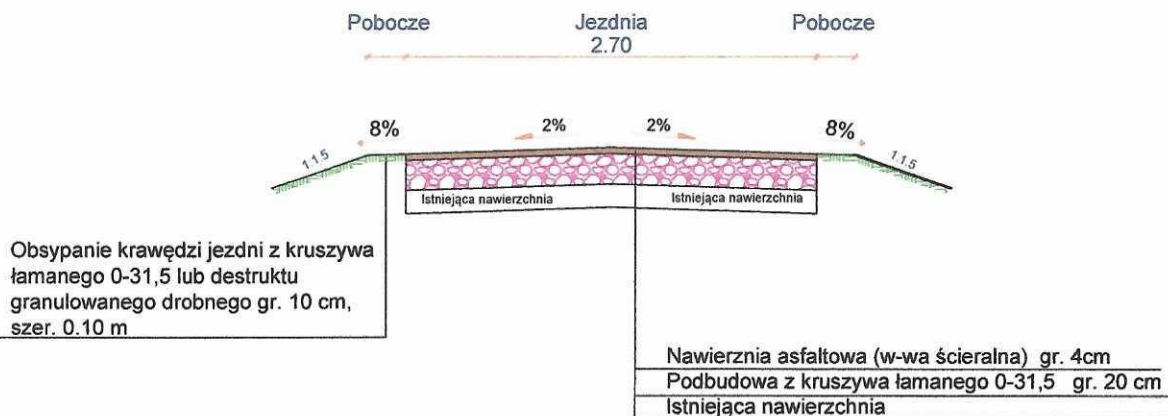 Pobocze Jezdnia Pobocze
2.70
8% 2% 2% 8%
1:1.5 1:1.5
Istniejąca nawierzchnia Istniejąca nawierzchnia
Obsypanie krawędzi jezdni z kruszywa
łamanego 0-31,5 lub destruktu
granulowanego drobnego gr. 10 cm,
szer. 0.10 m
Nawierznia asfaltowa (w-wa ścieralna) gr. 4cm
Podbudowa z kruszywa łamanego 0-31,5 gr. 20 cm
Istniejąca nawierzchnia